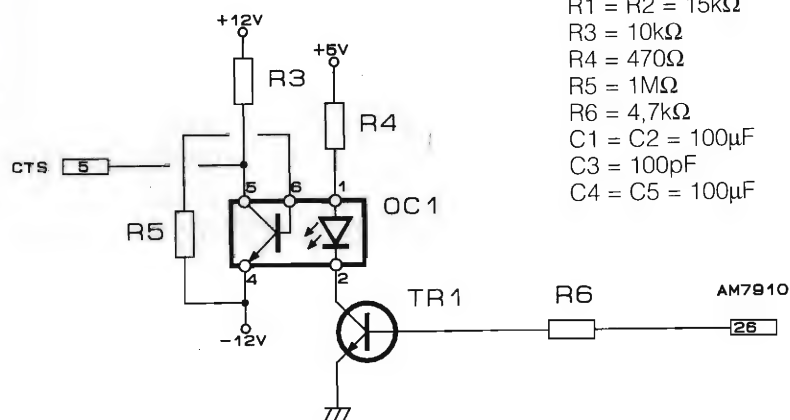 R1 = R2 = 15kΩ
R3 = 10kΩ
R4 = 470Ω
R5 = 1MΩ
R6 = 4,7kΩ
C1 = C2 = 100µF
C3 = 100pF
C4 = C5 = 100µF
+12V
+5V
R3
R4
CTS 5
5 6 1
OC1
R5
4 2
-12V
TR1
R6
AM7910
26